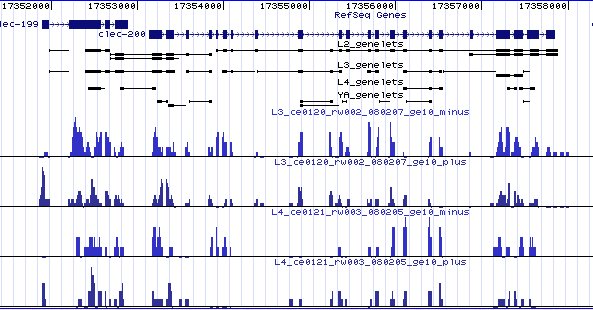 17352000 17353000 17354000 17355000 17356000 17357000 17358000
RefSeq Genes
lec-199
clec-200
L2_genelets
L3_genelets
L4_genelets
YA_genelets
L3_ce0120_rw002_080207_ge10_minus
L3_ce0120_rw002_080207_ge10_plus
L4_ce0121_rw003_080205_ge10_minus
L4_ce0121_rw003_080205_ge10_plus